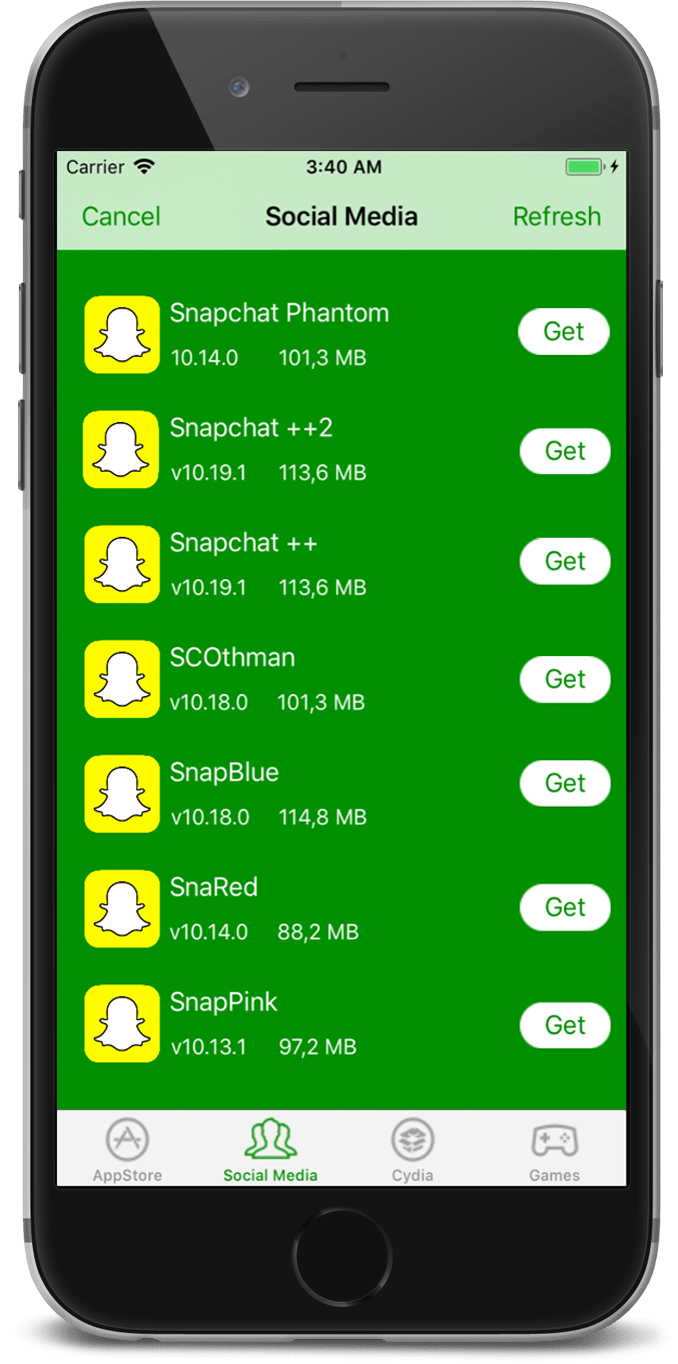 Carrier 3:40 AM
Cancel Social Media Refresh
Snapchat Phantom
10.14.0 101,3 MB
Get
Snapchat ++2
v10.19.1 113,6 MB
Get
Snapchat ++
v10.19.1 113,6 MB
Get
SCOthman
v10.18.0 101,3 MB
Get
SnapBlue
v10.18.0 114,8 MB
Get
SnaRed
v10.14.0 88,2 MB
Get
SnapPink
v10.13.1 97,2 MB
Get
AppStore Social Media Cydia Games